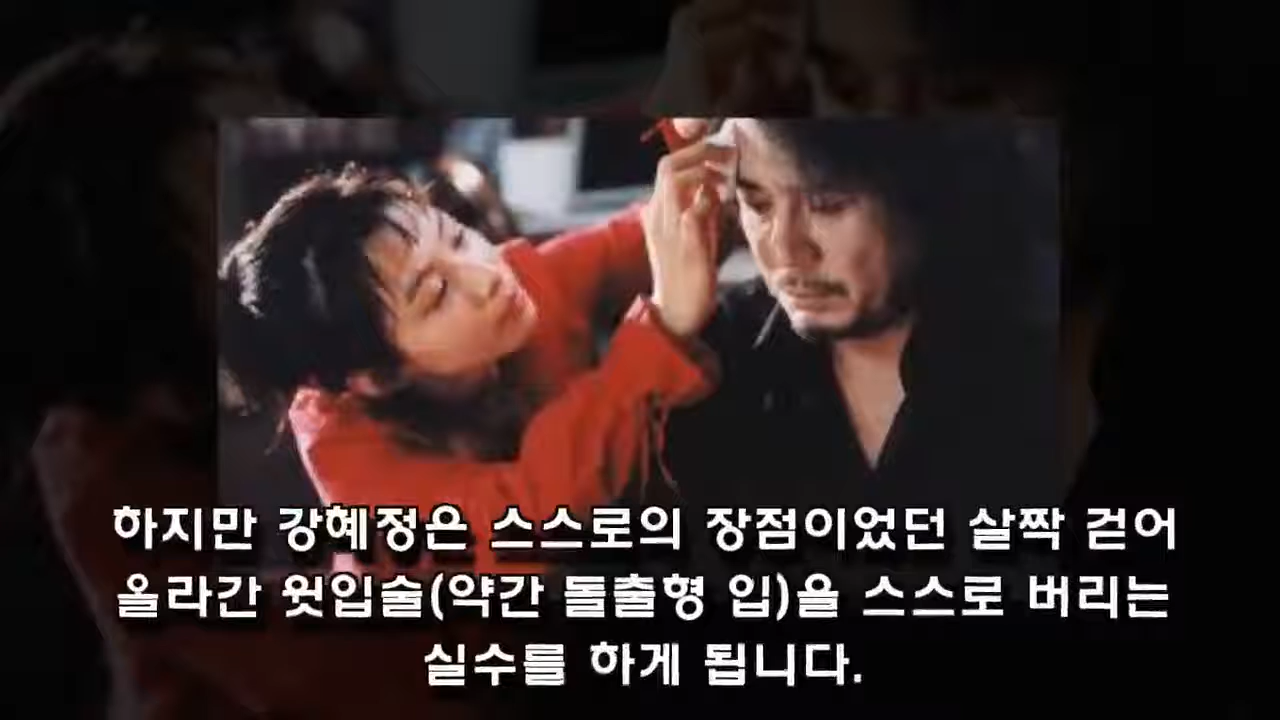 하지만 강혜정은 스스로의 장점이었던 살짝 걷어
올라간 윗입술(약간 돌출형 입)을 스스로 버리는
실수를 하게 됩니다.